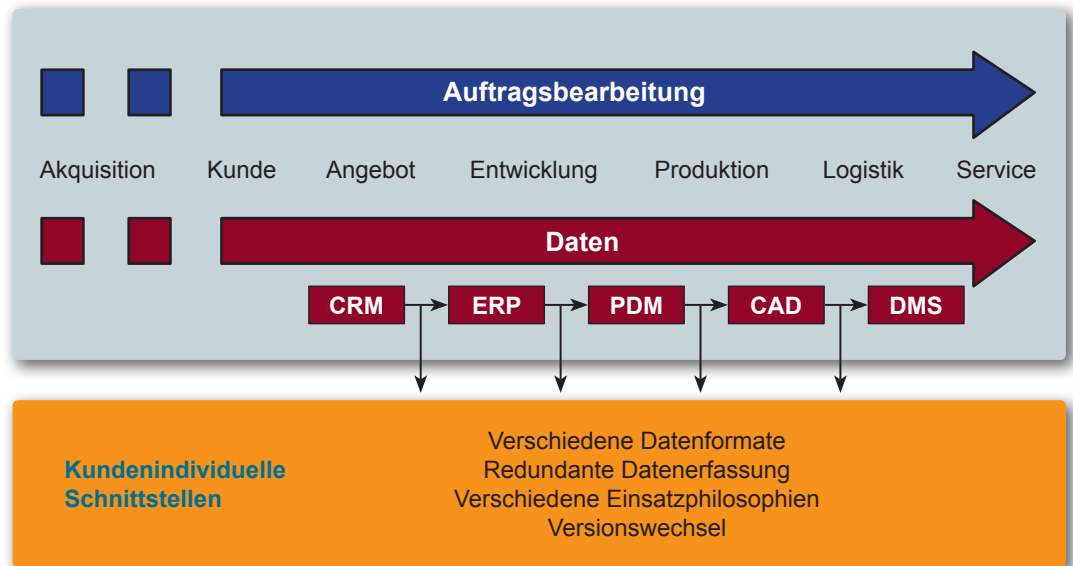 Auftragsbearbeitung
Akquisition Kunde Angebot Entwicklung Produktion Logistik Service
Daten
CRM ERP PDM CAD DMS
Kundenindividuelle
Schnittstellen
Verschiedene Datenformate
Redundante Datenerfassung
Verschiedene Einsatzphilosophien
Versionswechsel